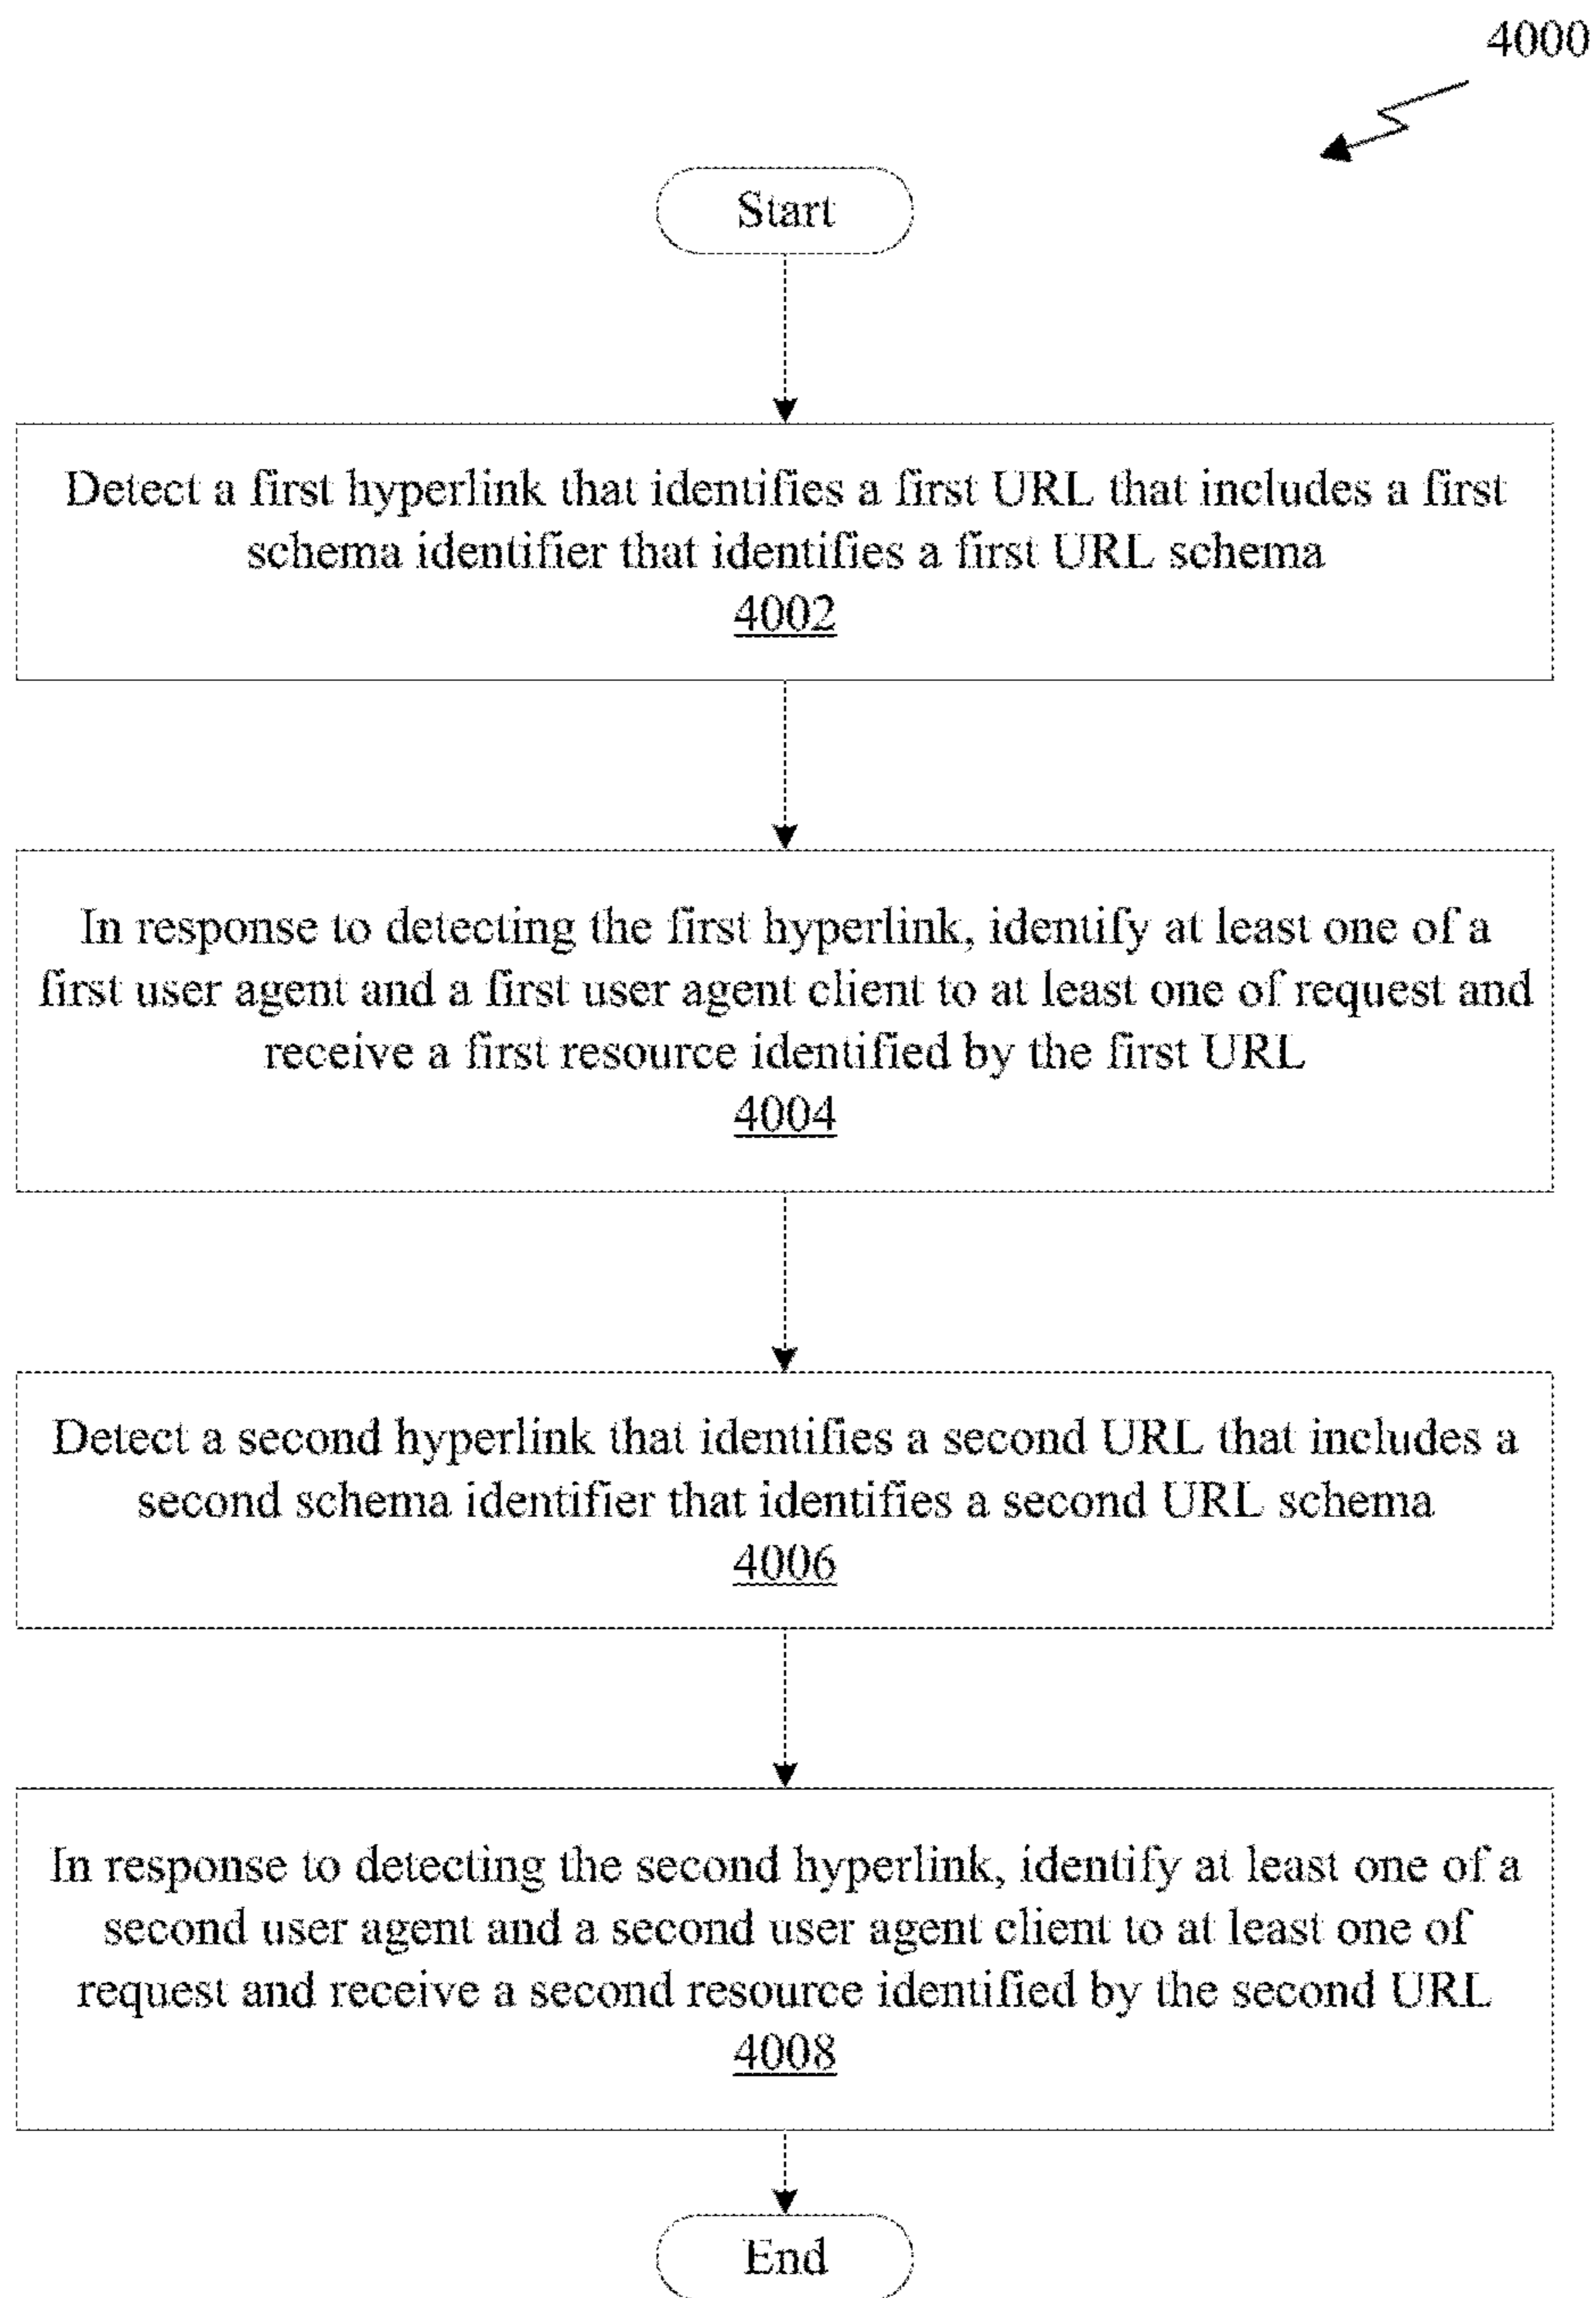 4000
Start
Detect a first hyperlink that identifies a first URL that includes a first
schema identifier that identifies a first URL schema
4002
In response to detecting the first hyperlink, identify at least one of a
first user agent and a first user agent client to at least one of request and
receive a first resource identified by the first URL
4004
Detect a second hyperlink that identifies a second URL that includes a
second schema identifier that identifies a second URL schema
4006
In response to detecting the second hyperlink, identify at least one of a
second user agent and a second user agent client to at least one of
request and receive a second resource identified by the second URL
4008
End